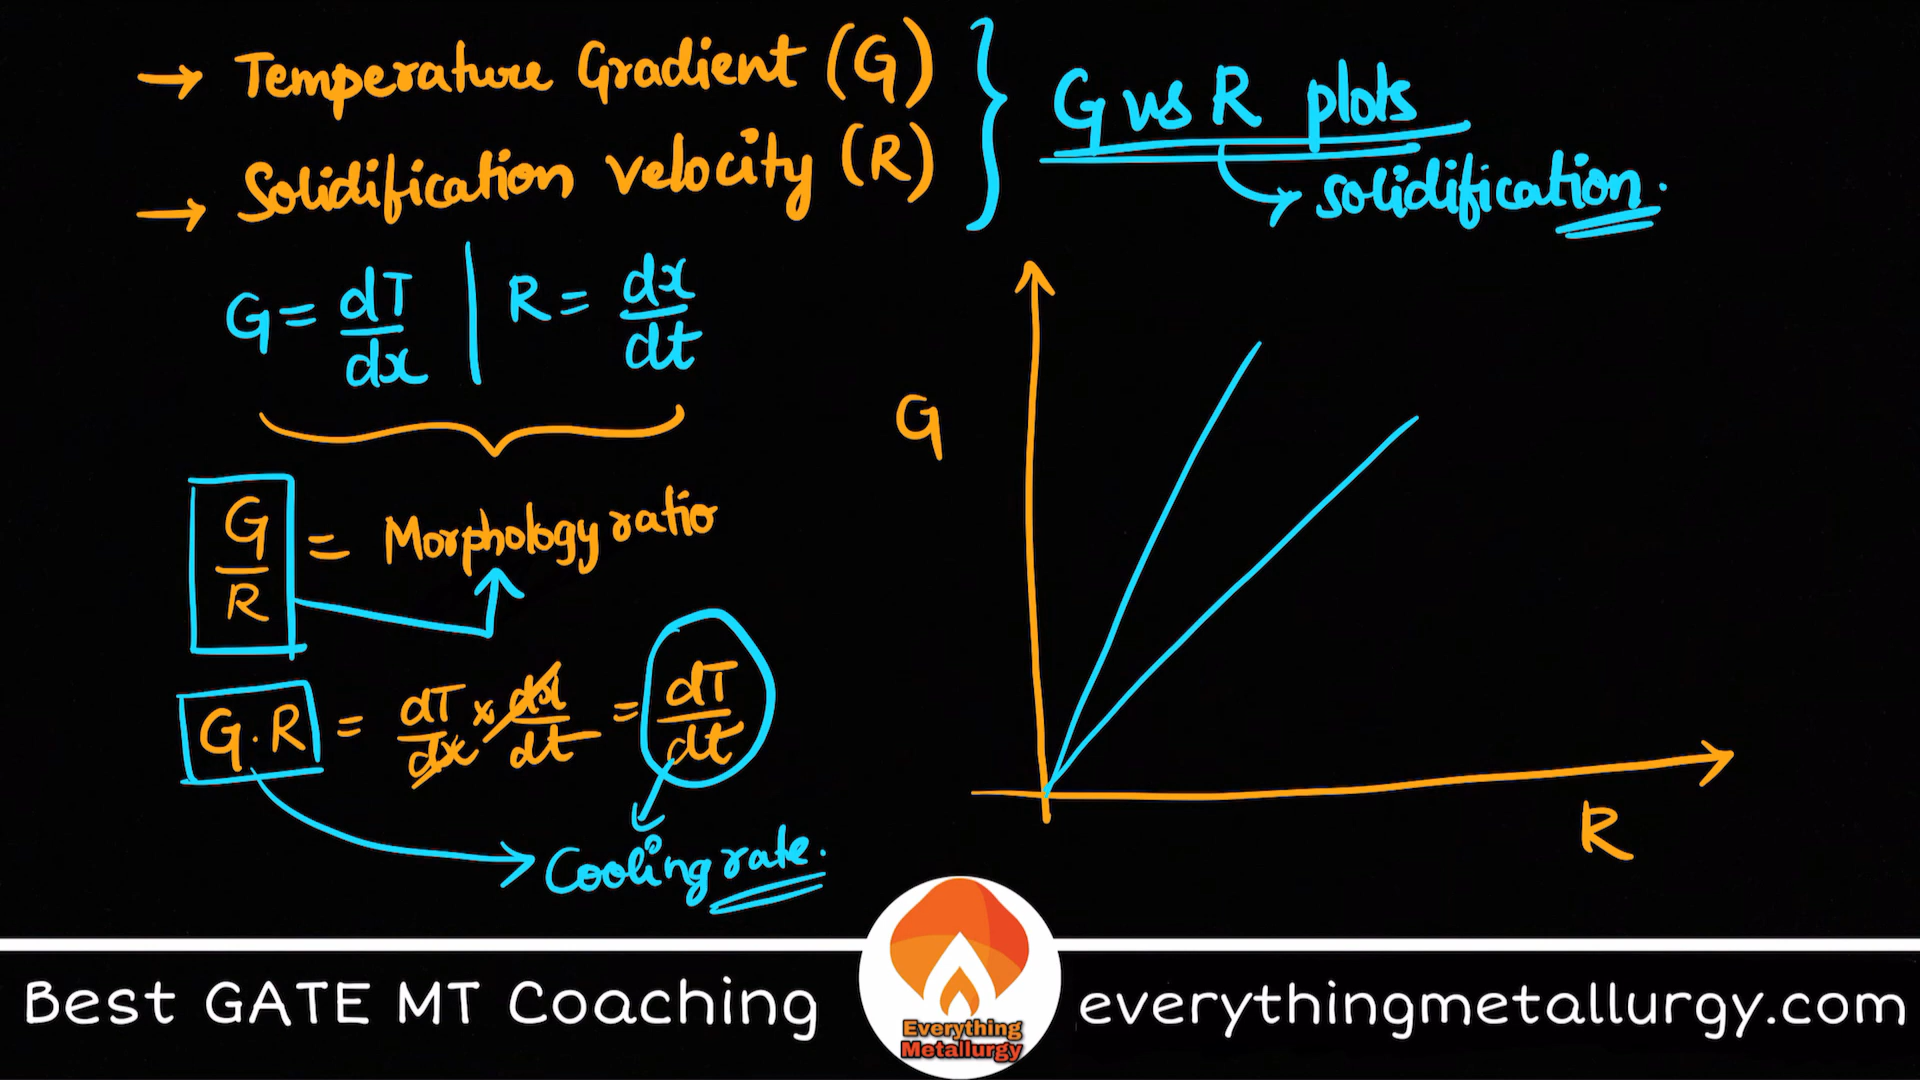 → Temperature Gradient (G)
→ Solidification velocity (R)
G vs R plots
→ solidification.
G = dT/dx | R = dx/dt
G/R = Morphology ratio
G.R = dT/dx × dx/dt = dT/dt
→ Cooling rate.
G
R
Best GATE MT Coaching
Everything
Metallurgy
everythingmetallurgy.com